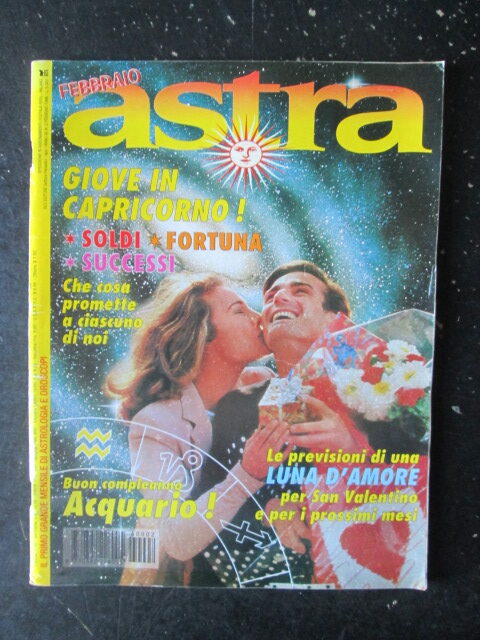 FEBBRAIO
astra
GIOVE IN
CAPRICORNO!
★ SOLDI ★ FORTUNA
★ SUCCESSI
Che cosa
promette
a ciascuno
di noi
Buon compleanno
Acquario!
Le previsioni di una
LUNA D'AMORE
per San Valentino
e per i prossimi mesi
IL PRIMO GRANDE MENSILE DI ASTROLOGIA E OROSCOPI